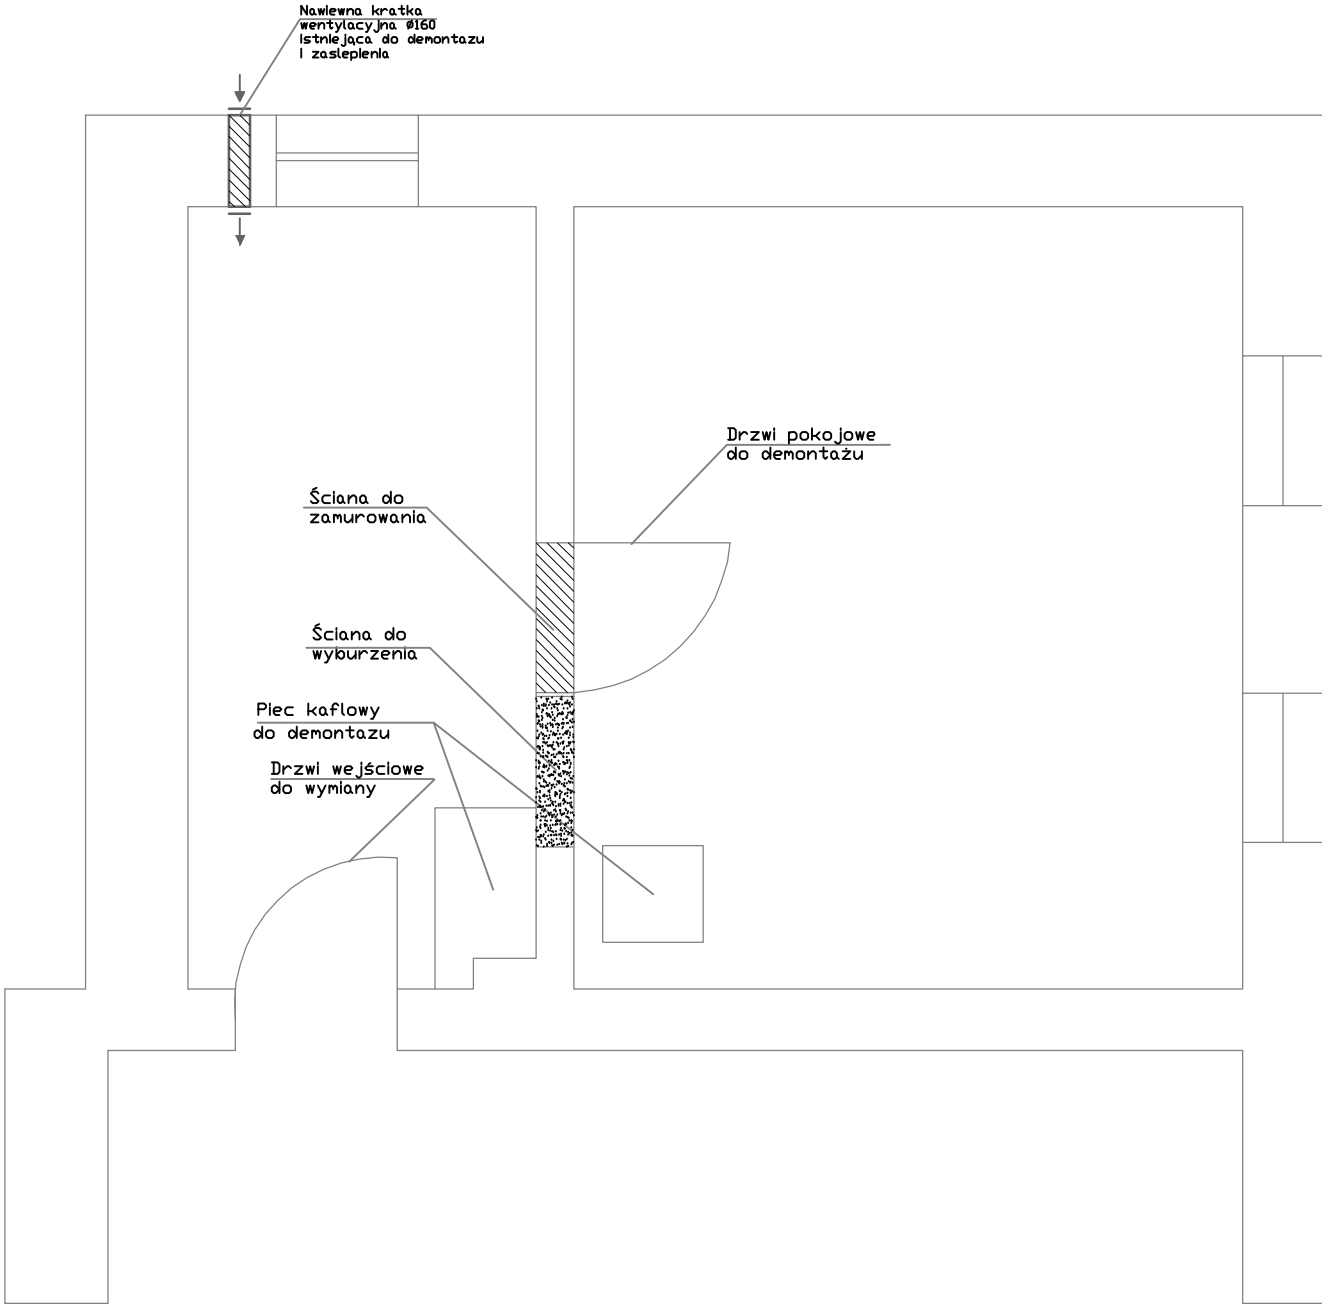 Nawiewna kratka
wentylacyjna Ø160
istniejąca do demontazu
i zaslepienia
Drzwi pokojowe
do demontażu
Ściana do
zamurowania
Ściana do
wyburzenia
Piec kaflowy
do demontazu
Drzwi wejściowe
do wymiany